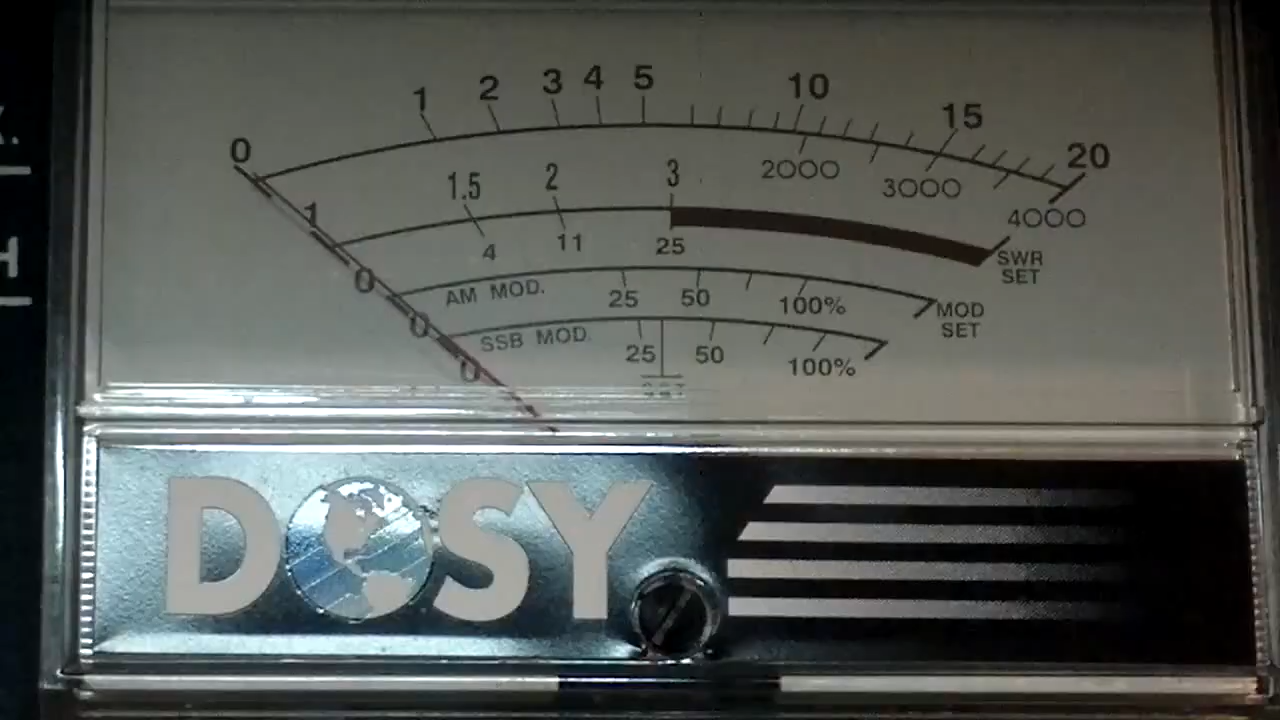 0 1 2 3 4 5 10 15 20
2000 3000 4000
1 1.5 2 3
0 4 11 25 SWR SET
0 AM MOD. 25 50 100% MOD SET
0 SSB MOD. 25 50 100%
DOSY